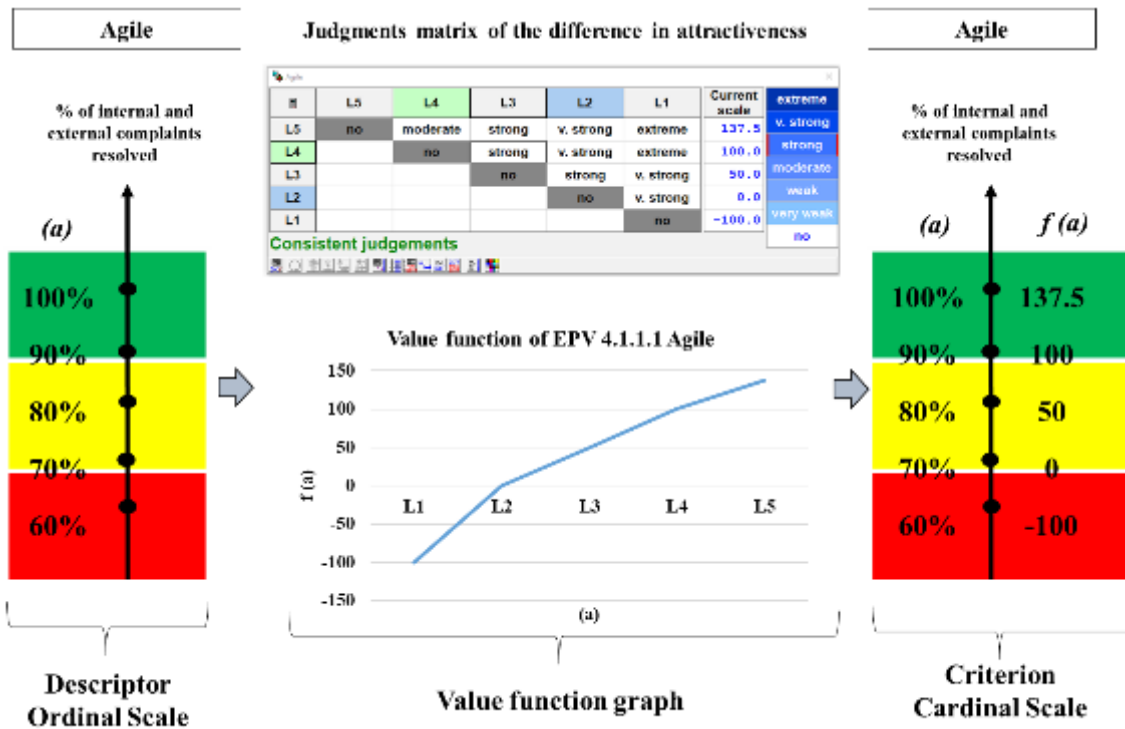 Agile
Judgments matrix of the difference in attractiveness
Agile
% of internal and
external complaints
resolved
(a)
100%
90%
80%
70%
60%
Descriptor
Ordinal Scale
Agile
L5 L4 L3 L2 L1 Current scale
L5 no moderate strong v. strong extreme 137.5
L4 no strong v. strong extreme 100.0
L3 no strong v. strong 50.0
L2 no v. strong 0.0
L1 no -100.0
extreme
v. strong
strong
moderate
weak
very weak
no
Consistent judgements
Value function of EPV 4.1.1.1 Agile
150
100
50
0
-50
-100
-150
f (a)
L1 L2 L3 L4 L5
(a)
Value function graph
% of internal and
external complaints
resolved
(a) f (a)
100% 137.5
90% 100
80% 50
70% 0
60% -100
Criterion
Cardinal Scale